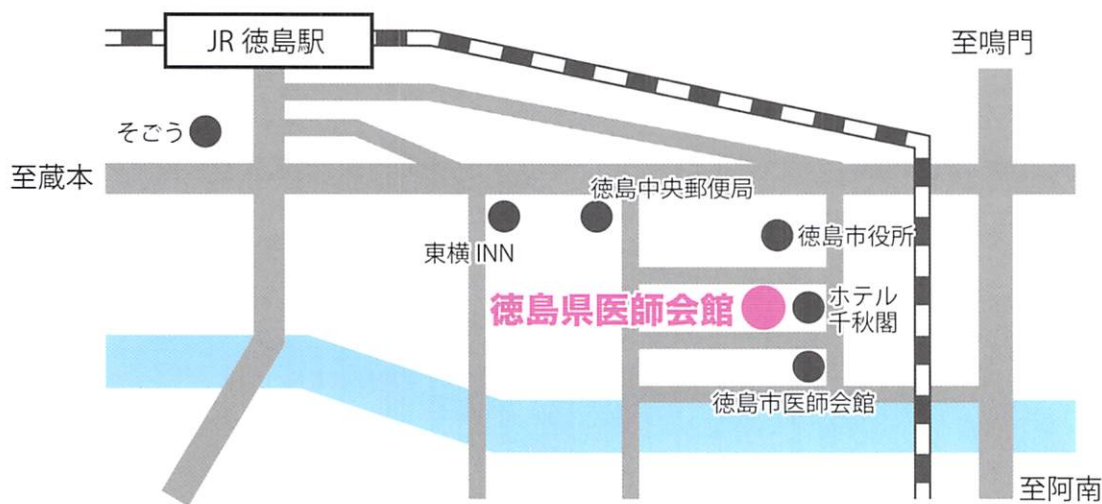 JR 徳島駅
至鳴門
そごう
至蔵本
徳島中央郵便局
東横 INN
徳島市役所
徳島県医師会館
ホテル
千秋閣
徳島市医師会館
至阿南